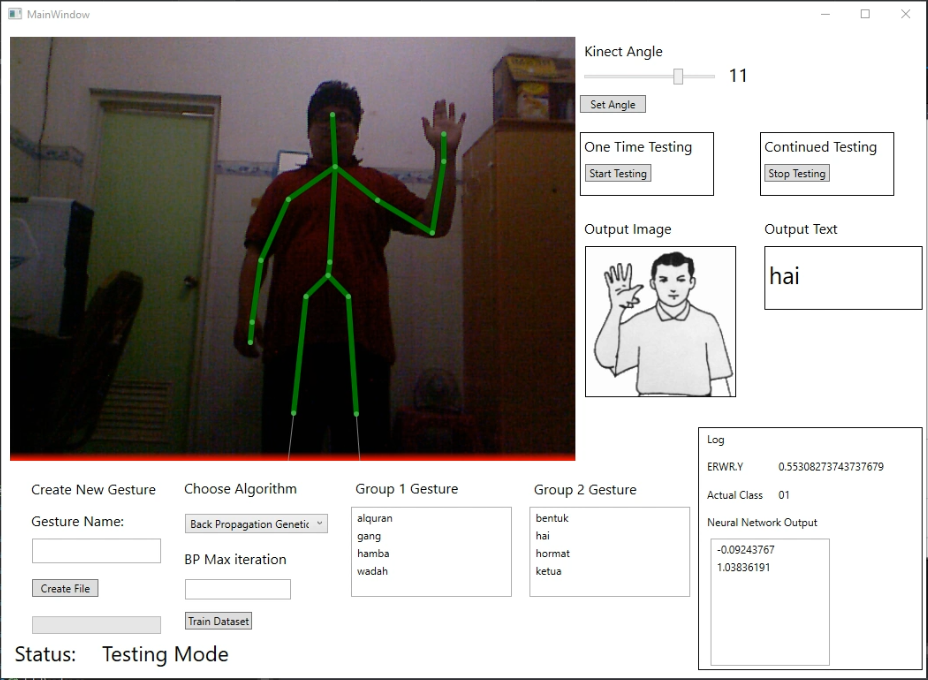 MainWindow
Kinect Angle
11
Set Angle
One Time Testing
Start Testing
Continued Testing
Stop Testing
Output Image
Output Text
hai
Create New Gesture
Gesture Name:
Create File
Choose Algorithm
Back Propagation Genetic
BP Max iteration
Train Dataset
Group 1 Gesture
alquran
gang
hamba
wadah
Group 2 Gesture
bentuk
hai
hormat
ketua
Log
ERWR.Y 0.55308273743737679
Actual Class 01
Neural Network Output
-0.09243767
1.03836191
Status: Testing Mode